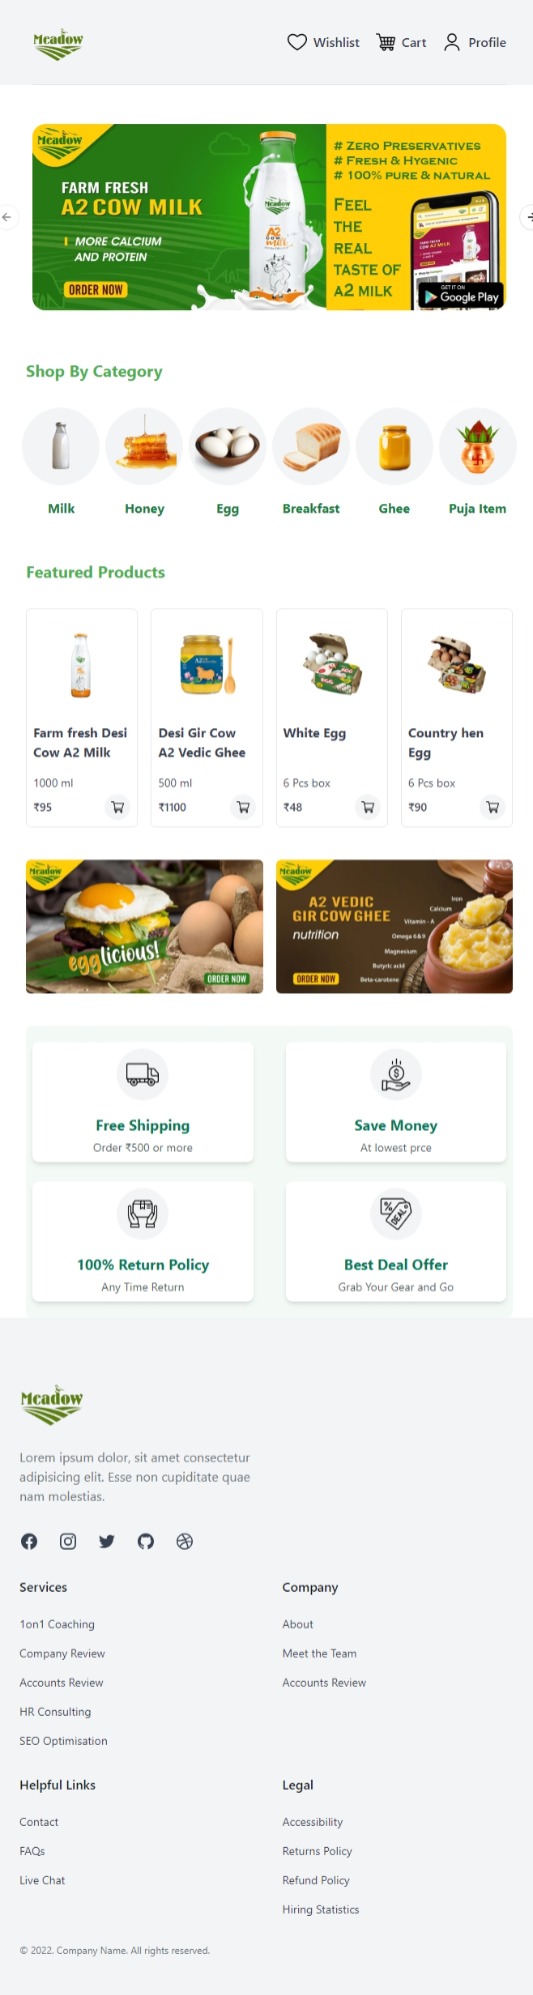 Meadow
Wishlist
Cart
Profile
Meadow
FARM FRESH
A2 COW MILK
MORE CALCIUM
AND PROTEIN
ORDER NOW
Meadow
A2
COW
milk
# ZERO PRESERVATIVES
# FRESH & HYGENIC
# 100% PURE & NATURAL
FEEL
THE
REAL
TASTE OF
A2 MILK
GET IT ON
Google Play
Shop By Category
Milk
Honey
Egg
Breakfast
Ghee
Puja Item
Featured Products
Farm fresh Desi
Cow A2 Milk
1000 ml
₹95
A2
Desi Gir Cow
A2 Vedic Ghee
500 ml
₹1100
White Egg
6 Pcs box
₹48
Country hen
Egg
6 Pcs box
₹90
Meadow
egglicious!
ORDER NOW
Meadow
A2 VEDIC
GIR COW GHEE
nutrition
ORDER NOW
Iron
Calcium
Vitamin - A
Omega 6&9
Magnesium
Butyric acid
Beta-carotene
Free Shipping
Order ₹500 or more
Save Money
At lowest prce
100% Return Policy
Any Time Return
%
DEAL
Best Deal Offer
Grab Your Gear and Go
Meadow
Lorem ipsum dolor, sit amet consectetur
adipisicing elit. Esse non cupiditate quae
nam molestias.
Services
1on1 Coaching
Company Review
Accounts Review
HR Consulting
SEO Optimisation
Company
About
Meet the Team
Accounts Review
Helpful Links
Contact
FAQs
Live Chat
Legal
Accessibility
Returns Policy
Refund Policy
Hiring Statistics
© 2022. Company Name. All rights reserved.